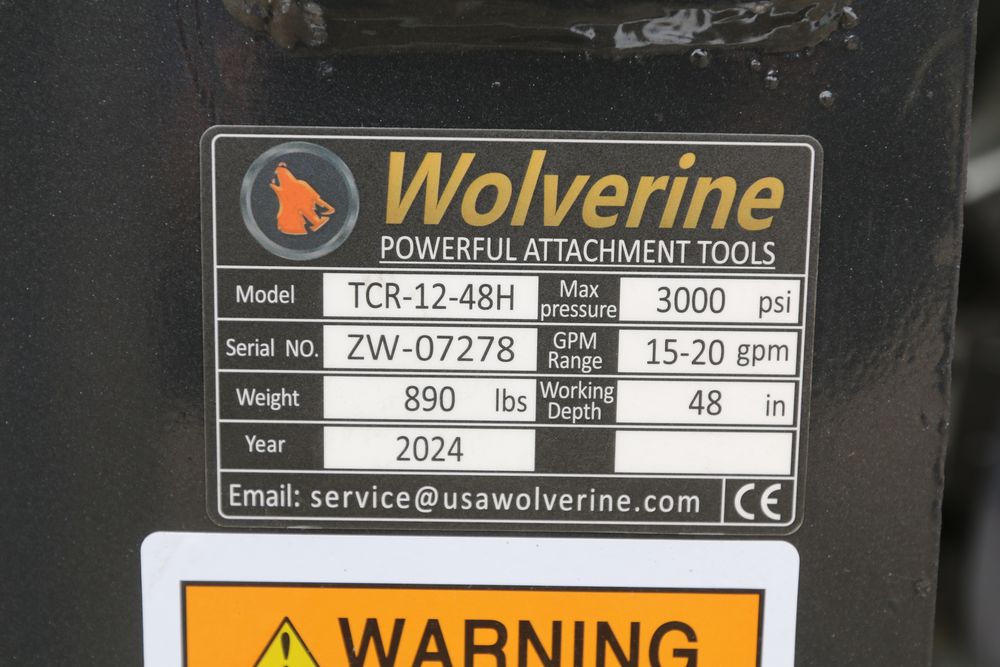 Wolverine
POWERFUL ATTACHMENT TOOLS
Model TCR-12-48H Max pressure 3000 psi
Serial NO. ZW-07278 GPM Range 15-20 gpm
Weight 890 lbs Working Depth 48 in
Year 2024
Email: service@usawolverine.com CE
WARNING